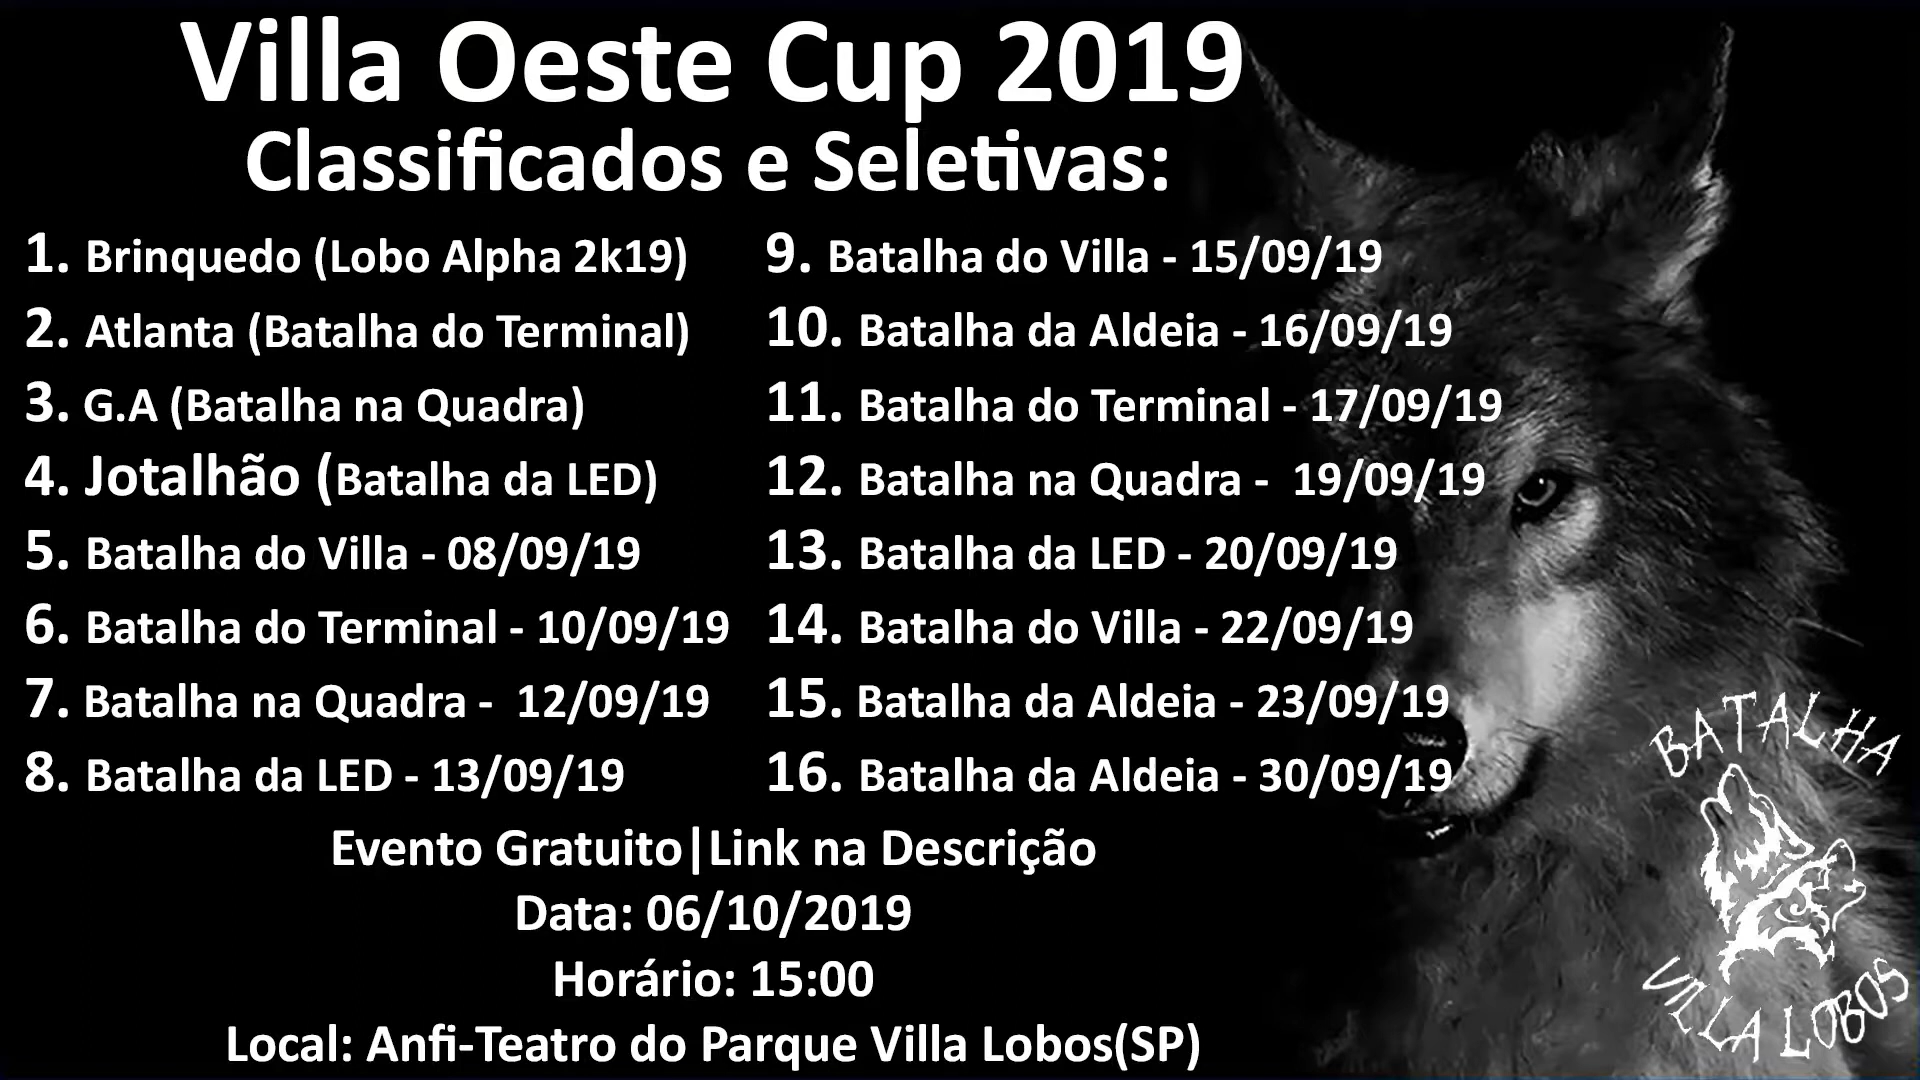 Villa Oeste Cup 2019
Classificados e Seletivas:
1. Brinquedo (Lobo Alpha 2k19)
2. Atlanta (Batalha do Terminal)
3. G.A (Batalha na Quadra)
4. Jotalhão (Batalha da LED)
5. Batalha do Villa - 08/09/19
6. Batalha do Terminal - 10/09/19
7. Batalha na Quadra - 12/09/19
8. Batalha da LED - 13/09/19
9. Batalha do Villa - 15/09/19
10. Batalha da Aldeia - 16/09/19
11. Batalha do Terminal - 17/09/19
12. Batalha na Quadra - 19/09/19
13. Batalha da LED - 20/09/19
14. Batalha do Villa - 22/09/19
15. Batalha da Aldeia - 23/09/19
16. Batalha da Aldeia - 30/09/19
Evento Gratuito|Link na Descrição
Data: 06/10/2019
Horário: 15:00
Local: Anfi-Teatro do Parque Villa Lobos(SP)
BATALHA
VILLA LOBOS